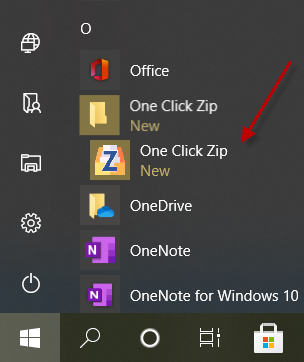 O
Office
One Click Zip
New
One Click Zip
New
OneDrive
OneNote
OneNote for Windows 10